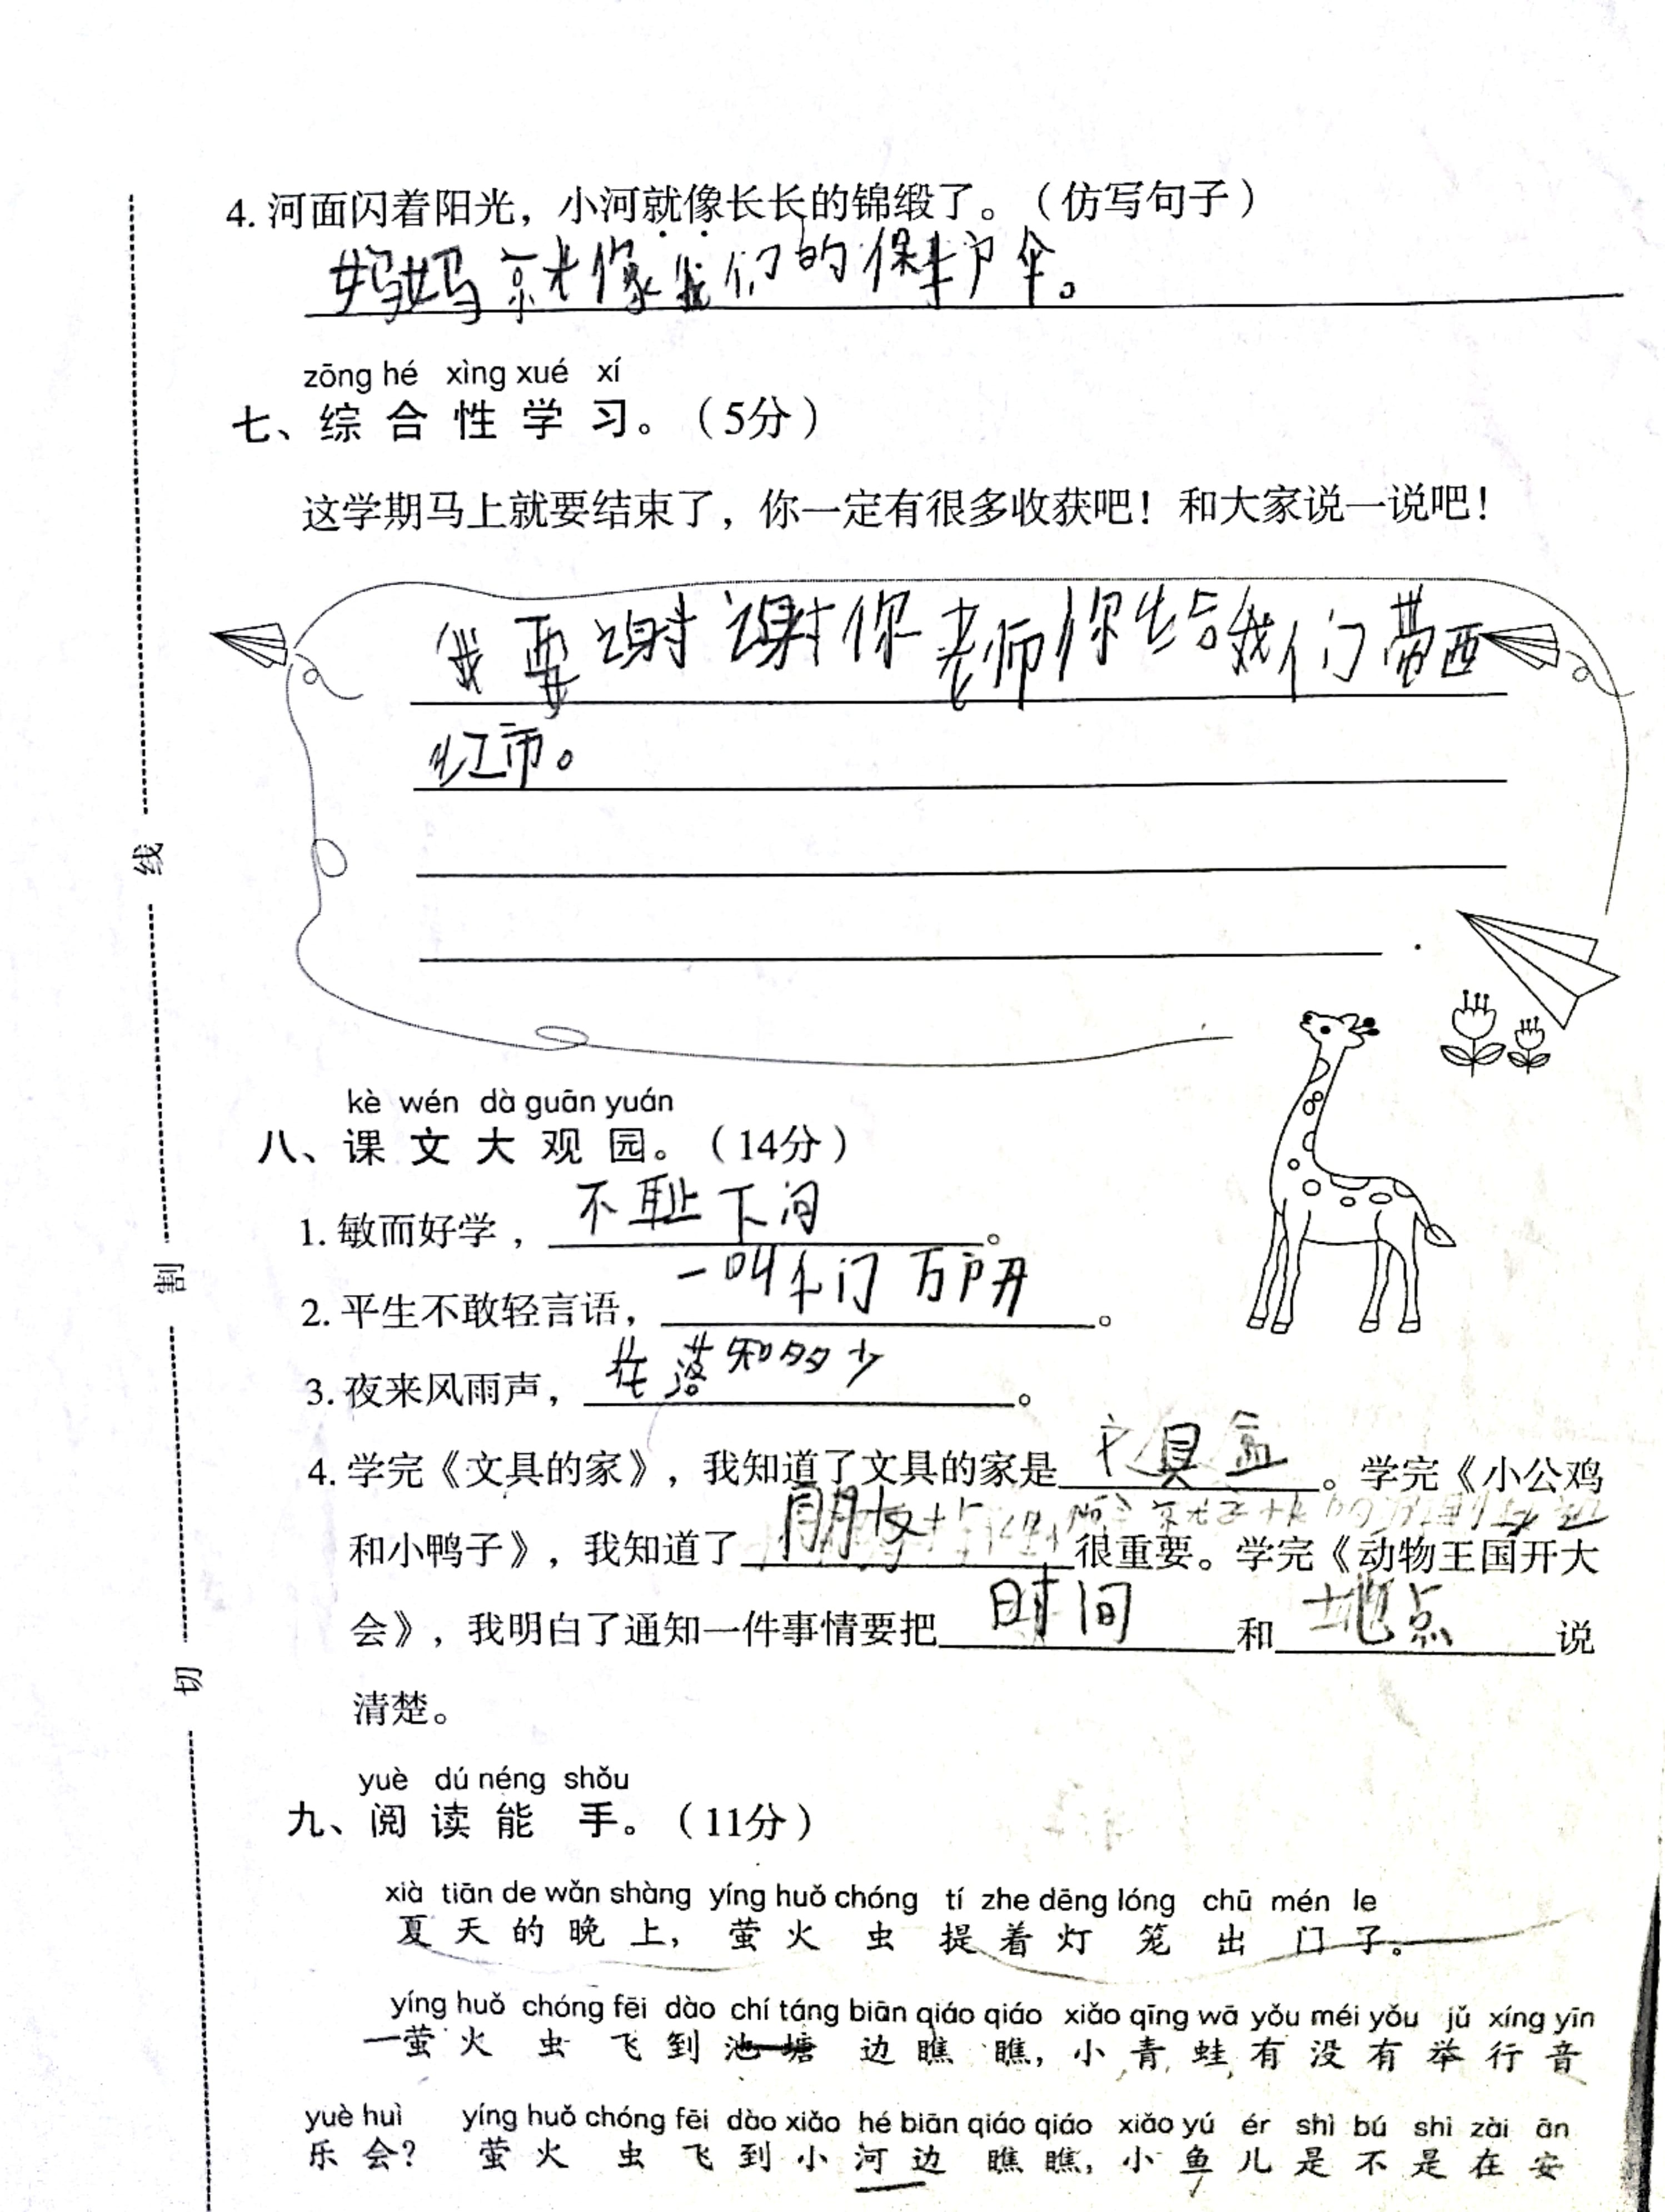 4. 河面闪着阳光，小河就像长长的锦缎了。（仿写句子）
妈妈就像我们的保护伞。
zōng hé xìng xué xí
七、综合性学习。（5分）
这学期马上就要结束了，你一定有很多收获吧！和大家说一说吧！
我要谢谢你老师你给我们带西
红市。
线
kè wén dà guān yuán
八、课文大观园。（14分）
1. 敏而好学，不耻下问。
2. 平生不敢轻言语，一叫千门万户开。
3. 夜来风雨声，花落知多少。
制
4. 学完《文具的家》，我知道了文具的家是文具盒。学完《小公鸡
和小鸭子》，我知道了朋友很重要。学完《动物王国开大
会》，我明白了通知一件事情要把时间和地点说
清楚。
切
yuè dú néng shǒu
九、阅读能手。（11分）
xià tiān de wǎn shàng yíng huǒ chóng tí zhe dēng lóng chū mén le
夏天的晚上，萤火虫提着灯笼出门了。
yíng huǒ chóng fēi dào chí táng biān qiáo qiáo xiǎo qīng wā yǒu méi yǒu jǔ xíng yīn
萤火虫飞到池塘边瞧瞧，小青蛙有没有举行音
yuè huì yíng huǒ chóng fēi dào xiǎo hé biān qiáo qiáo xiǎo yú ér shì bú shì zài ān
乐会？萤火虫飞到小河边瞧瞧，小鱼儿是不是在安